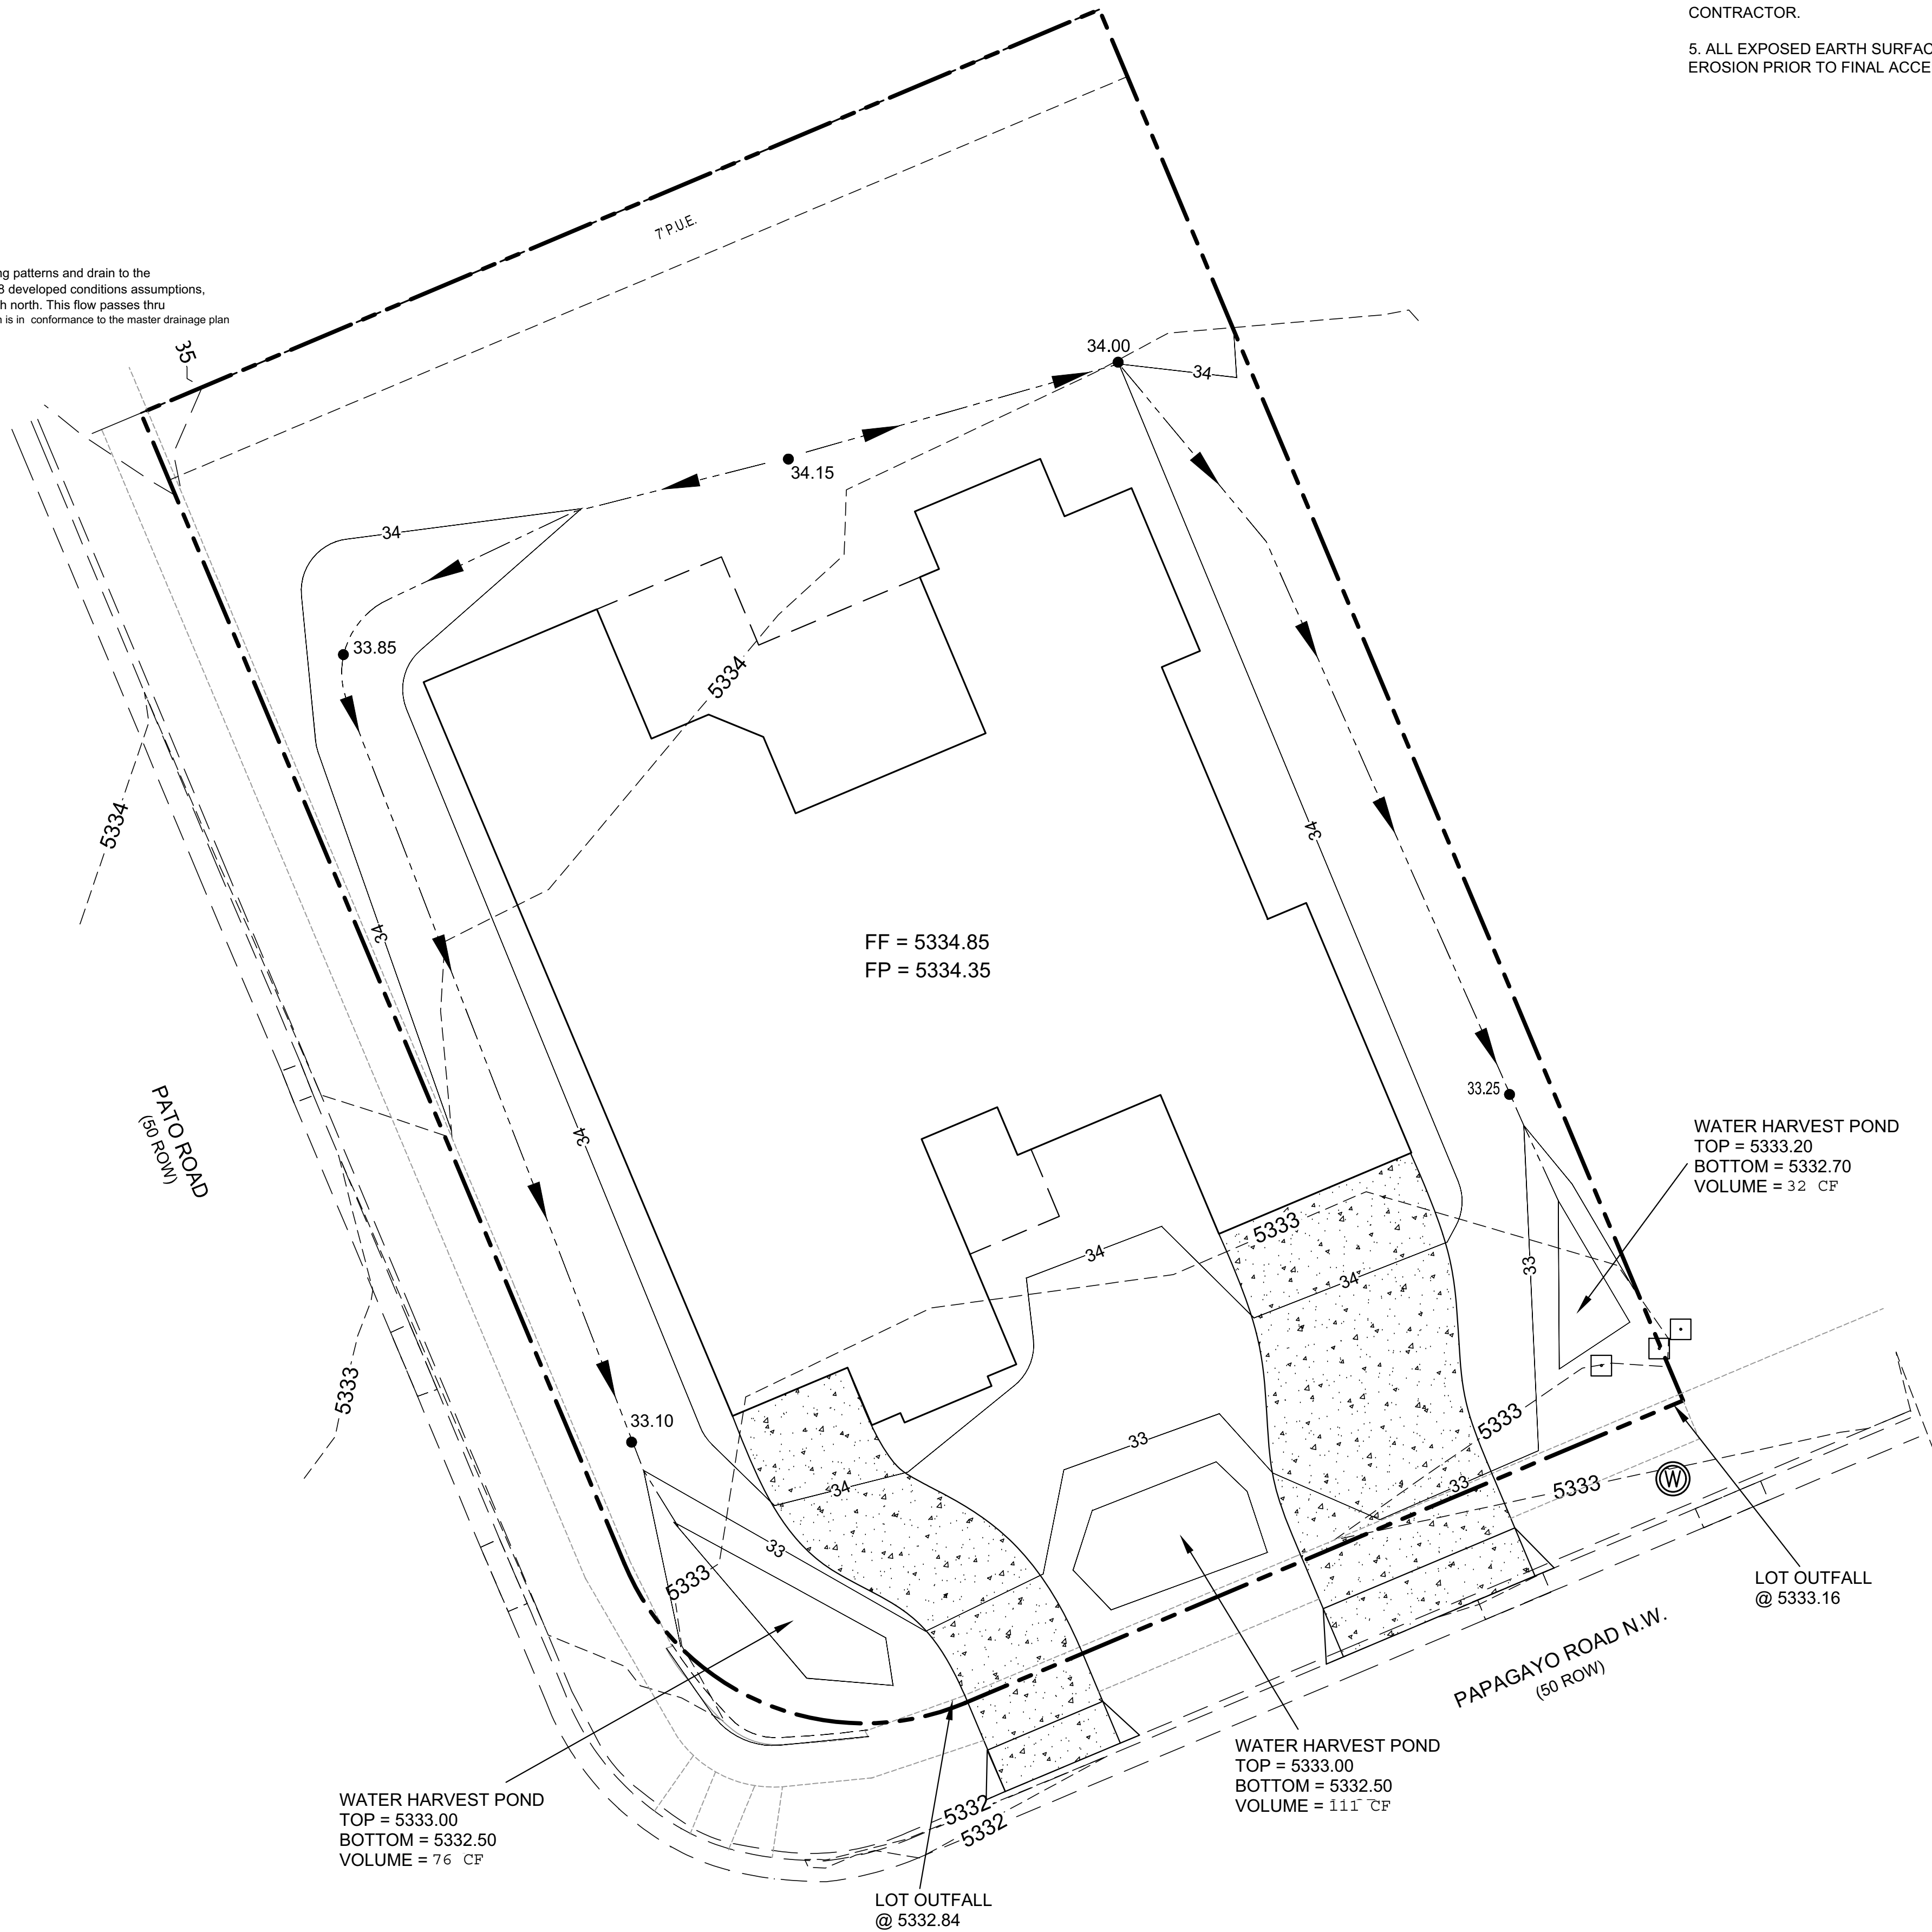 CONTRACTOR.
5. ALL EXPOSED EARTH SURFAC
EROSION PRIOR TO FINAL ACCE
7' P.U.E.
ng patterns and drain to the
8 developed conditions assumptions,
h north. This flow passes thru
n is in conformance to the master drainage plan
35
34.00
34
34.15
34
33.85
5334
5334
34
34
FF = 5334.85
FP = 5334.35
34
33.25
PATO ROAD
(50 ROW)
34
WATER HARVEST POND
TOP = 5333.20
BOTTOM = 5332.70
VOLUME = 32 CF
5333
34
34
33
5333
33.10
33
5333
34
33
5333
33
5333
W
LOT OUTFALL
@ 5333.16
PAPAGAYO ROAD N.W.
(50 ROW)
WATER HARVEST POND
TOP = 5333.00
BOTTOM = 5332.50
VOLUME = 111 CF
WATER HARVEST POND
TOP = 5333.00
BOTTOM = 5332.50
VOLUME = 76 CF
5332
5332
LOT OUTFALL
@ 5332.84